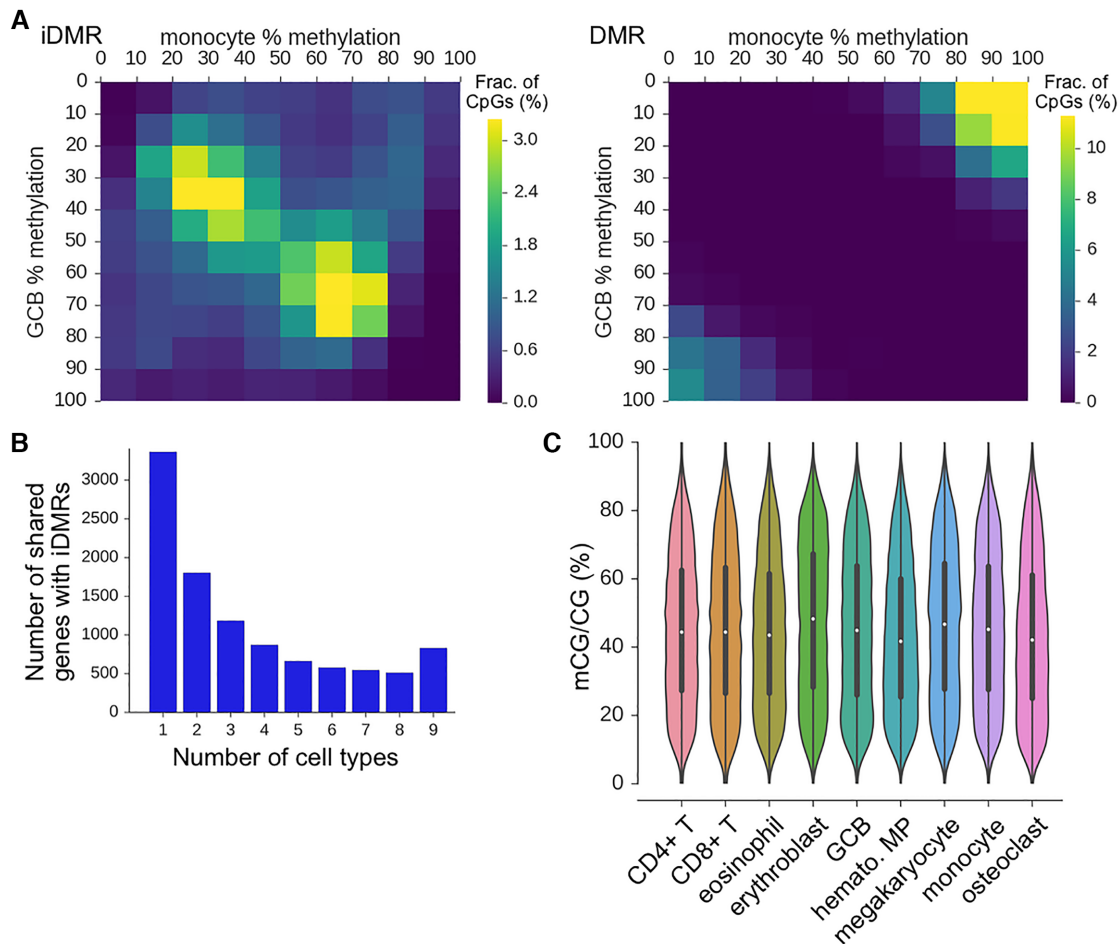 A
iDMR
monocyte % methylation
0 10 20 30 40 50 60 70 80 90 100
GCB % methylation
0
10
20
30
40
50
60
70
80
90
100
Frac. of
CpGs (%)
3.0
2.4
1.8
1.2
0.6
0.0
DMR
monocyte % methylation
0 10 20 30 40 50 60 70 80 90 100
GCB % methylation
0
10
20
30
40
50
60
70
80
90
100
Frac. of
CpGs (%)
10
8
6
4
2
0
B
Number of shared
genes with iDMRs
3000
2500
2000
1500
1000
500
0
1 2 3 4 5 6 7 8 9
Number of cell types
C
mCG/CG (%)
100
80
60
40
20
0
CD4+ T
CD8+ T
eosinophil
erythroblast
GCB
hemato. MP
megakaryocyte
monocyte
osteoclast